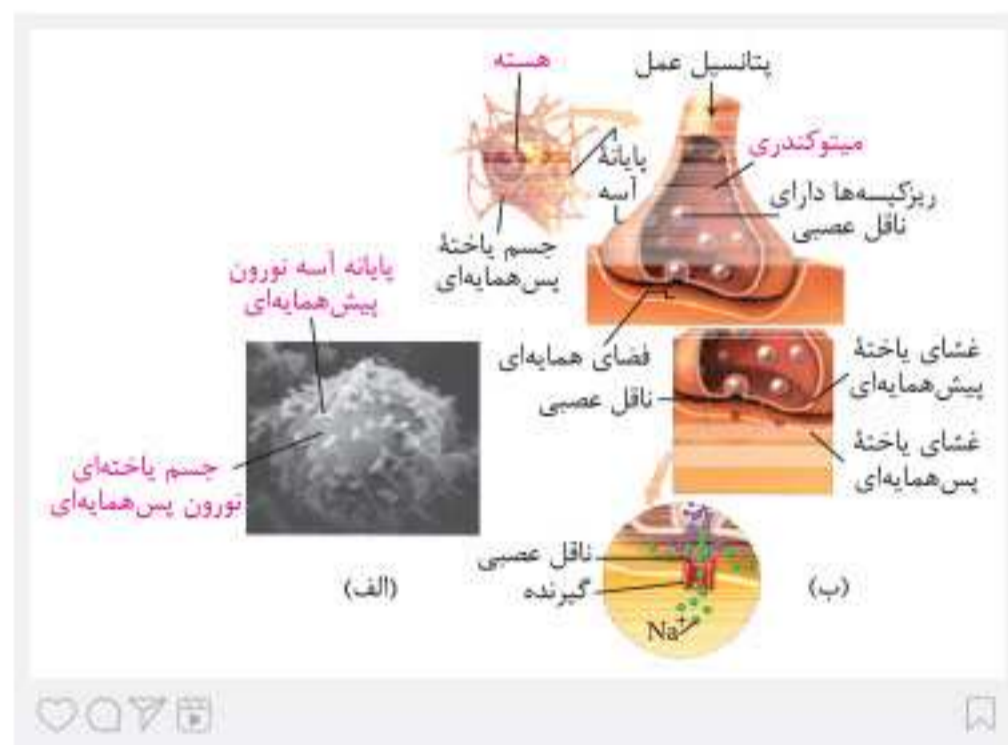 پتانسیل عمل
هسته
میتوکندری
پایانهٔ
آسه
ریزکیسه‌ها دارای
ناقل عصبی
جسم یاختهٔ
پس‌همایه‌ای
پایانه آسه نورون
پیش‌همایه‌ای
فضای همایه‌ای
غشای یاختهٔ
پیش‌همایه‌ای
ناقل عصبی
غشای یاختهٔ
پس‌همایه‌ای
جسم یاخته‌ای
نورون پس‌همایه‌ای
ناقل عصبی
گیرنده
Na+
(ب)
(الف)